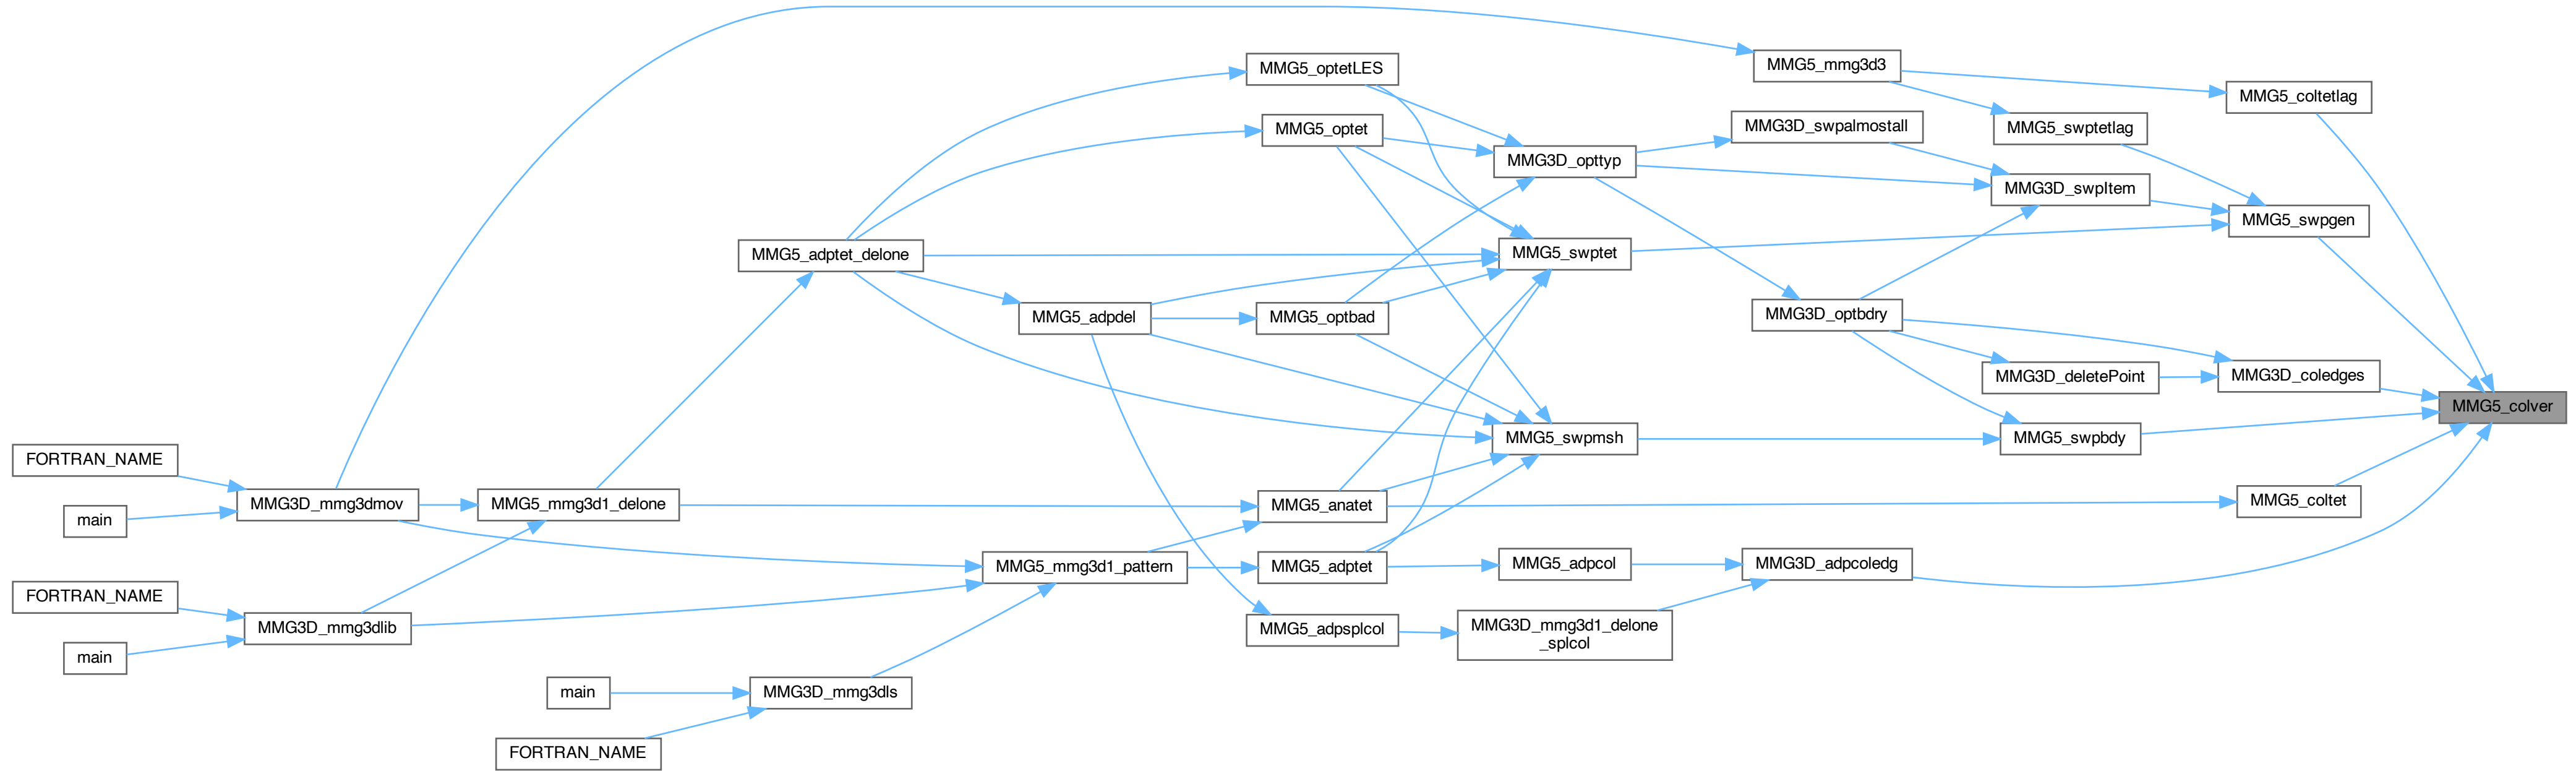 MMG5_optetLES
MMG5_mmg3d3
MMG5_coltetlag
MMG5_optet
MMG3D_swpalmostall
MMG5_swptetlag
MMG3D_opttyp
MMG3D_swpItem
MMG5_swpgen
MMG5_adptet_delone
MMG5_swptet
MMG5_adpdel
MMG5_optbad
MMG3D_optbdry
MMG3D_deletePoint
MMG3D_coledges
MMG5_colver
MMG5_swpmsh
MMG5_swpbdy
FORTRAN_NAME
MMG3D_mmg3dmov
MMG5_mmg3d1_delone
MMG5_anatet
MMG5_coltet
main
MMG5_mmg3d1_pattern
MMG5_adptet
MMG5_adpcol
MMG3D_adpcoledg
FORTRAN_NAME
MMG3D_mmg3dlib
MMG5_adpsplcol
MMG3D_mmg3d1_delone
_splcol
main
main
MMG3D_mmg3dls
FORTRAN_NAME